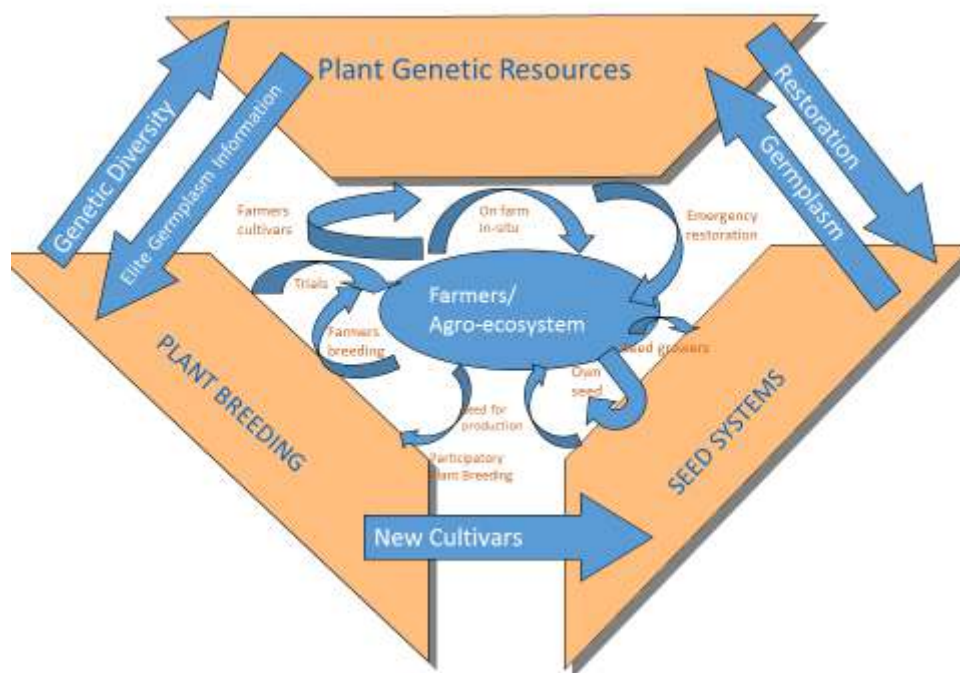 Plant Genetic Resources
Genetic Diversity
Elite-Germplasm Information
Restoration
Germplasm
Farmers
cultivars
On farm
in-situ
Emergency
restoration
Trials
Farmers/
Agro-ecosystem
Farmers
breeding
Seed growers
Own
seed
Seed for
production
Participatory
Plant Breeding
PLANT BREEDING
SEED SYSTEMS
New Cultivars